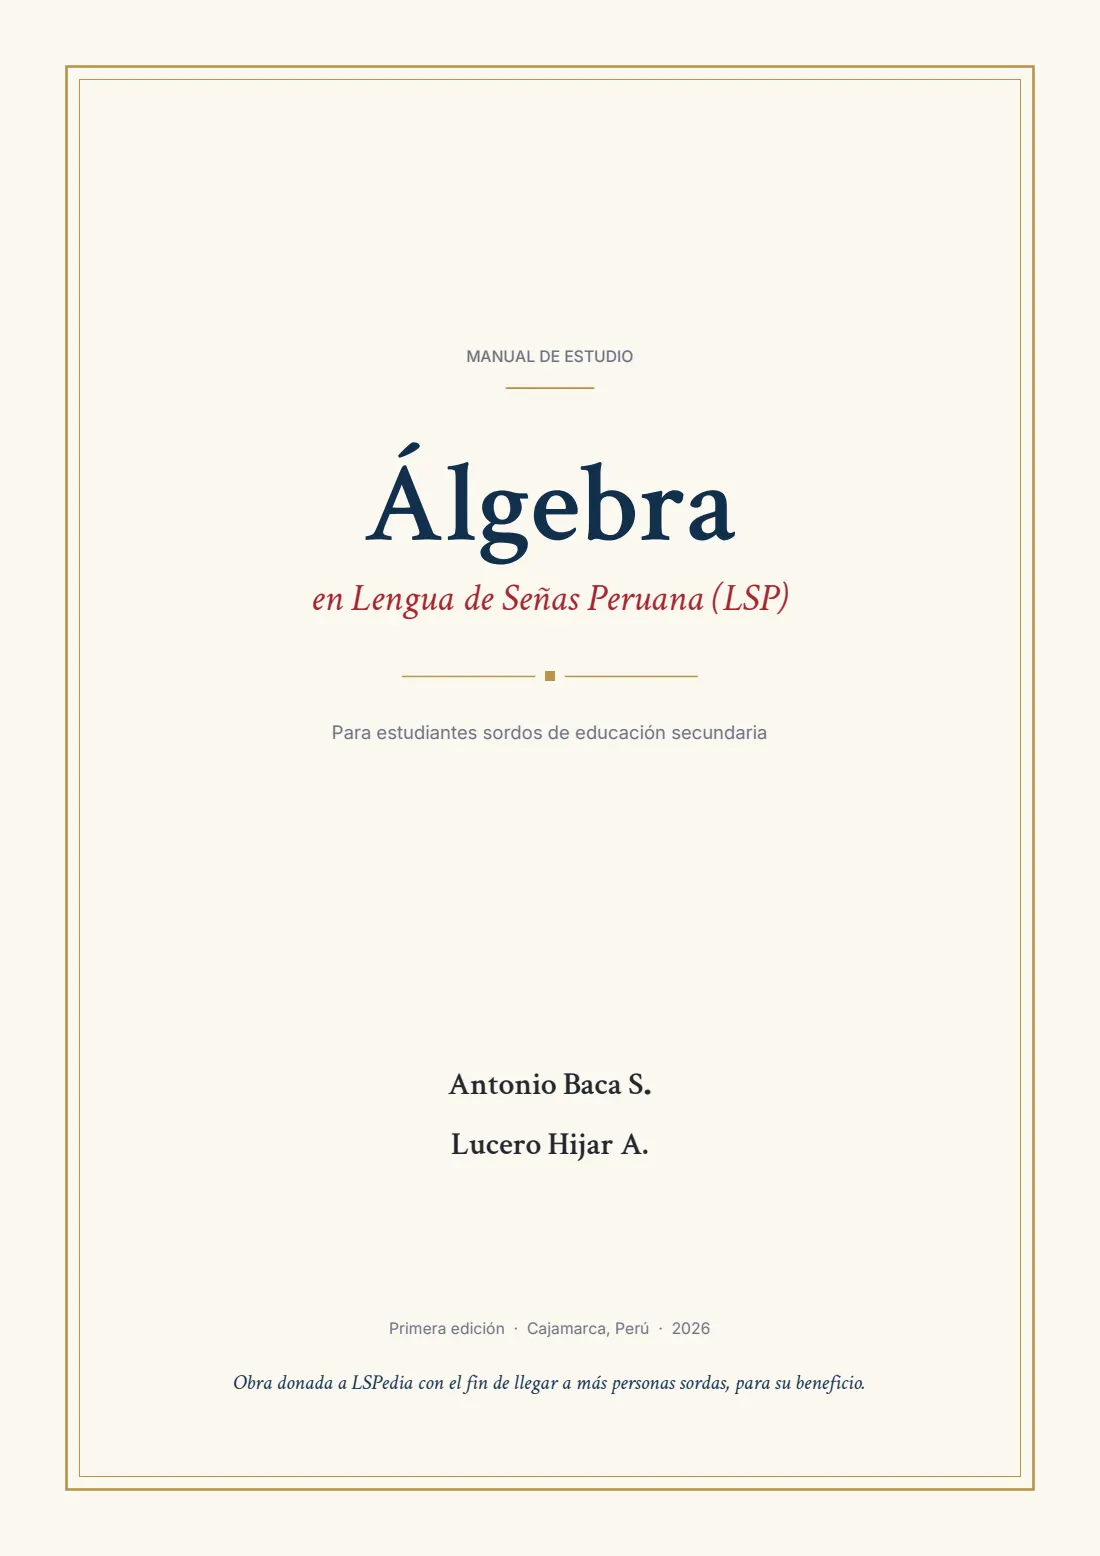 MANUAL DE ESTUDIO
Álgebra
en Lengua de Señas Peruana (LSP)
Para estudiantes sordos de educación secundaria
Antonio Baca S.
Lucero Hijar A.
Primera edición · Cajamarca, Perú · 2026
Obra donada a LSPedia con el fin de llegar a más personas sordas, para su beneficio.